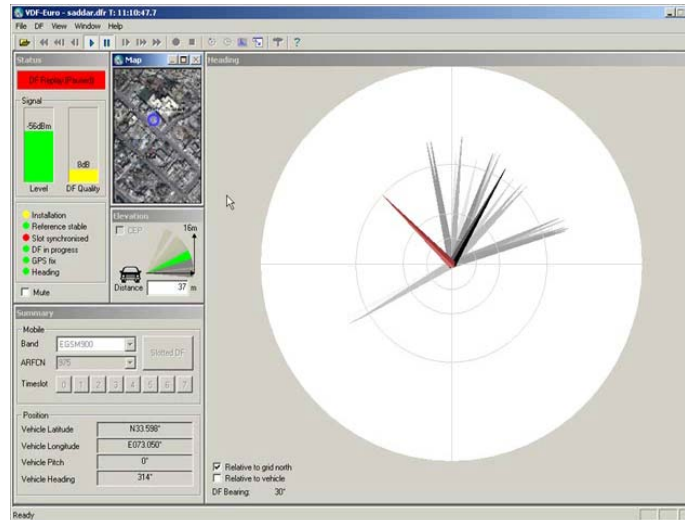 VDF-Euro - saddar.dfr T: 11:10:47.7
File DF View Window Help
Status
DF Replay (Paused)
Signal
-56dBm
8dB
Level DF Quality
Installation
Reference stable
Slot synchronised
DF in progress
GPS fix
Heading
Mute
Map
Elevation
CEP
16m
Distance 37 m
Summary
Mobile
Band EGSM900
ARFCN 975
Slotted DF
Timeslot 0 1 2 3 4 5 6 7
Position
Vehicle Latitude N33.598°
Vehicle Longitude E073.050°
Vehicle Pitch 0°
Vehicle Heading 314°
Heading
Relative to grid north
Relative to vehicle
DF Bearing: 30°
Ready